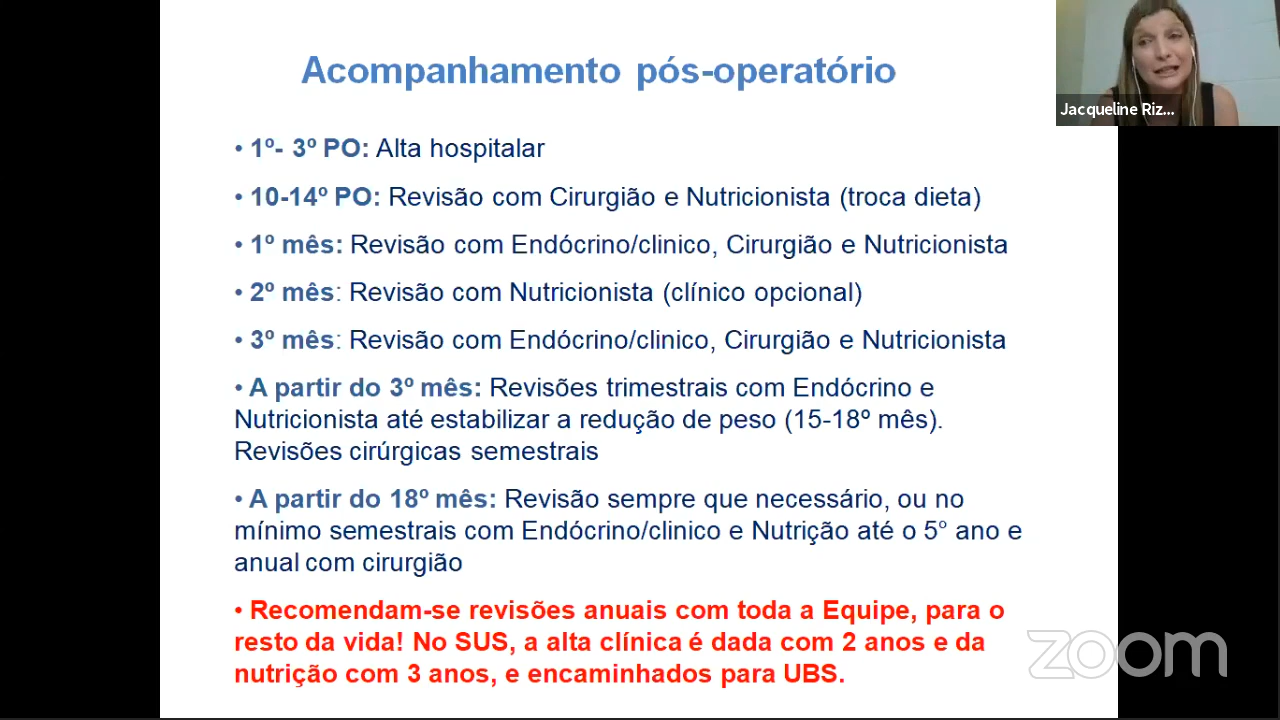 Acompanhamento pós-operatório
Jacqueline Riz...
• 1º- 3º PO: Alta hospitalar
• 10-14º PO: Revisão com Cirurgião e Nutricionista (troca dieta)
• 1º mês: Revisão com Endócrino/clinico, Cirurgião e Nutricionista
• 2º mês: Revisão com Nutricionista (clínico opcional)
• 3º mês: Revisão com Endócrino/clinico, Cirurgião e Nutricionista
• A partir do 3º mês: Revisões trimestrais com Endócrino e
Nutricionista até estabilizar a redução de peso (15-18º mês).
Revisões cirúrgicas semestrais
• A partir do 18º mês: Revisão sempre que necessário, ou no
mínimo semestrais com Endócrino/clinico e Nutrição até o 5° ano e
anual com cirurgião
• Recomendam-se revisões anuais com toda a Equipe, para o
resto da vida! No SUS, a alta clínica é dada com 2 anos e da
nutrição com 3 anos, e encaminhados para UBS.
zoom